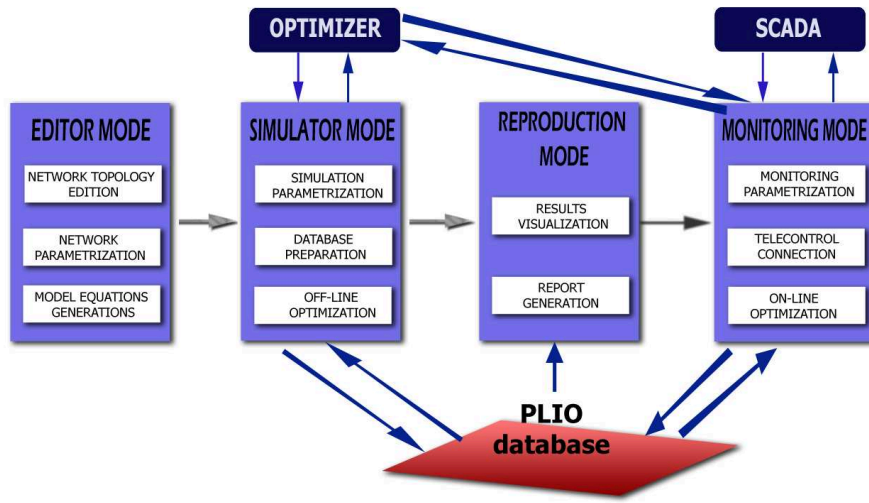 OPTIMIZER
SCADA
EDITOR MODE
NETWORK TOPOLOGY
EDITION
NETWORK
PARAMETRIZATION
MODEL EQUATIONS
GENERATIONS
SIMULATOR MODE
SIMULATION
PARAMETRIZATION
DATABASE
PREPARATION
OFF-LINE
OPTIMIZATION
REPRODUCTION
MODE
RESULTS
VISUALIZATION
REPORT
GENERATION
MONITORING MODE
MONITORING
PARAMETRIZATION
TELECONTROL
CONNECTION
ON-LINE
OPTIMIZATION
PLIO
database